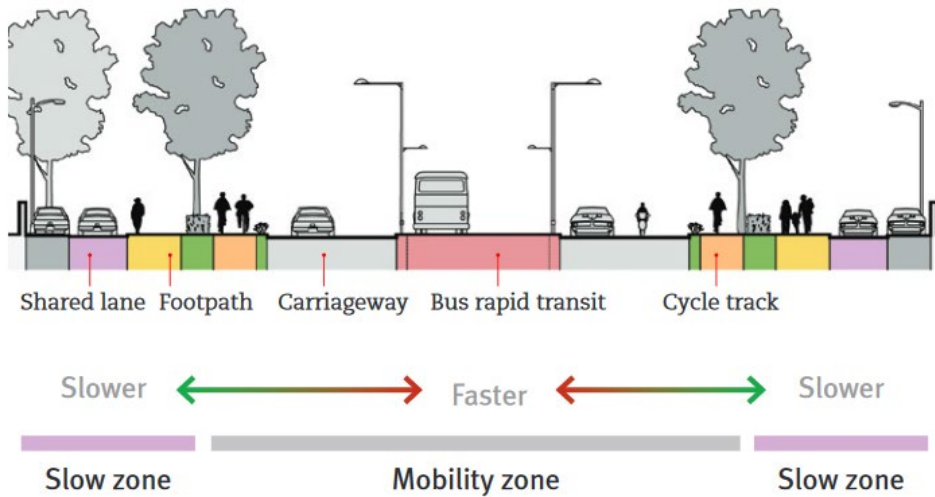 Shared lane Footpath Carriageway Bus rapid transit Cycle track
Slower Faster Slower
Slow zone Mobility zone Slow zone